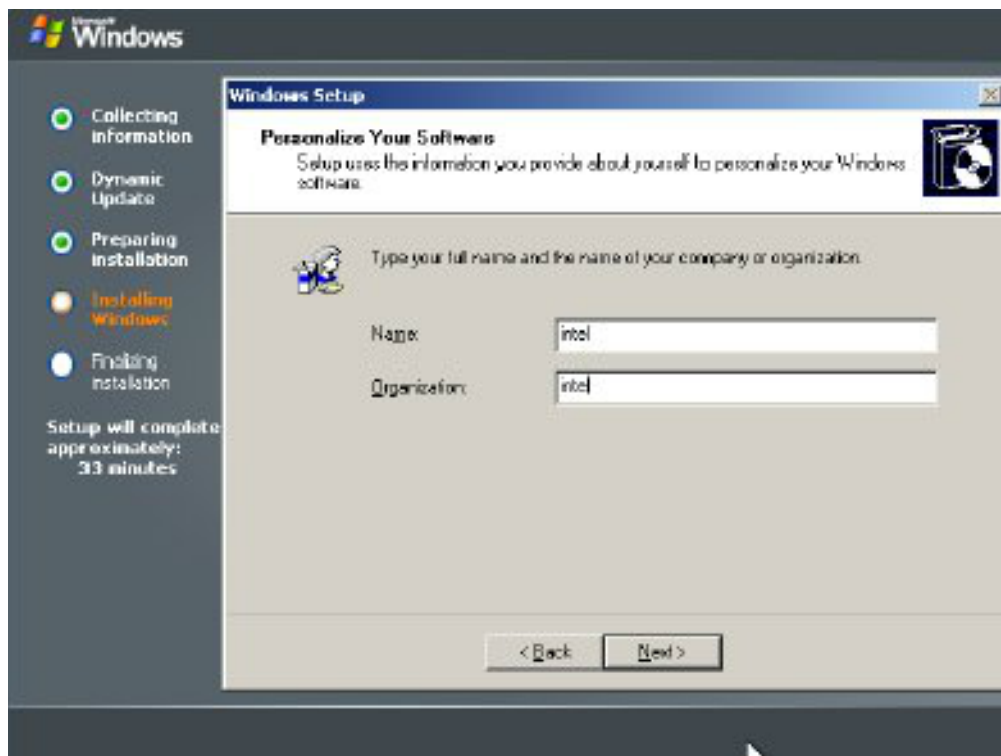 Microsoft
Windows
Collecting
information
Dynamic
Update
Preparing
installation
Installing
Windows
Finalizing
installation
Setup will complete
approximately:
33 minutes
Windows Setup
Personalize Your Software
Setup uses the information you provide about yourself to personalize your Windows
software.
Type your full name and the name of your company or organization.
Name: intel
Organization: intel
< Back Next >